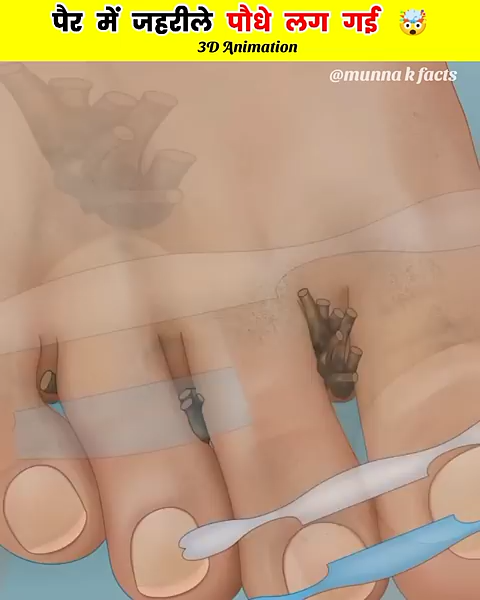 पैर में जहरीले पौधे लग गई 🤯
3D Animation
@munna k facts